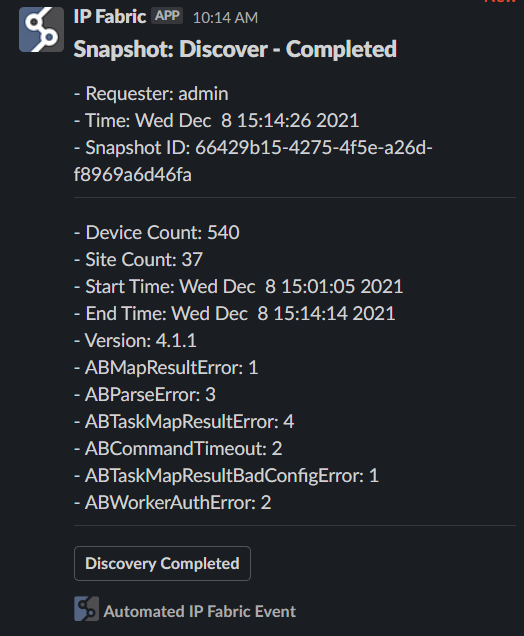 IP Fabric APP 10:14 AM
Snapshot: Discover - Completed
- Requester: admin
- Time: Wed Dec  8 15:14:26 2021
- Snapshot ID: 66429b15-4275-4f5e-a26d-
f8969a6d46fa
- Device Count: 540
- Site Count: 37
- Start Time: Wed Dec  8 15:01:05 2021
- End Time: Wed Dec  8 15:14:14 2021
- Version: 4.1.1
- ABMapResultError: 1
- ABParseError: 3
- ABTaskMapResultError: 4
- ABCommandTimeout: 2
- ABTaskMapResultBadConfigError: 1
- ABWorkerAuthError: 2
Discovery Completed
Automated IP Fabric Event